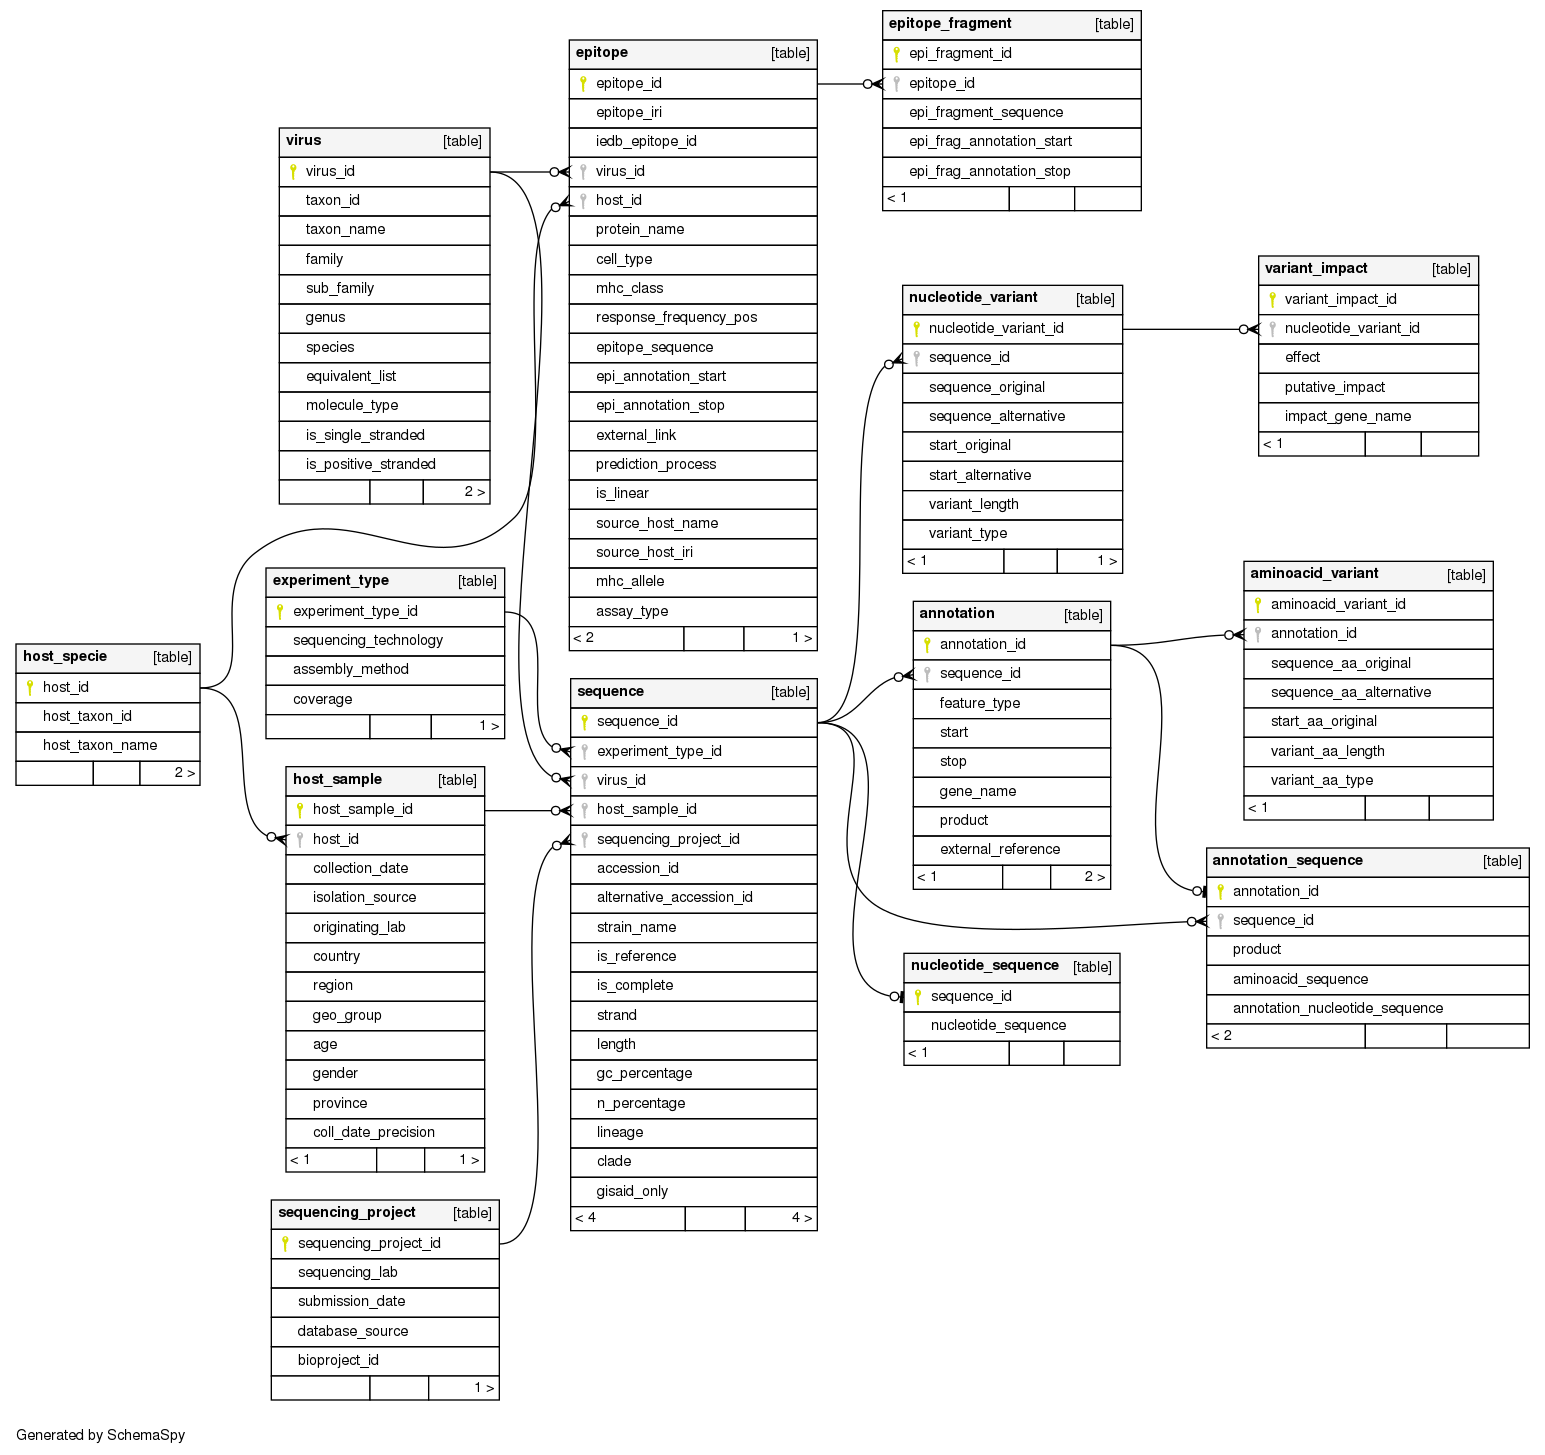 epitope_fragment [table]
epi_fragment_id
epitope_id
epi_fragment_sequence
epi_frag_annotation_start
epi_frag_annotation_stop
< 1
epitope [table]
epitope_id
epitope_iri
iedb_epitope_id
virus_id
host_id
protein_name
cell_type
mhc_class
response_frequency_pos
epitope_sequence
epi_annotation_start
epi_annotation_stop
external_link
prediction_process
is_linear
source_host_name
source_host_iri
mhc_allele
assay_type
< 2 1 >
virus [table]
virus_id
taxon_id
taxon_name
family
sub_family
genus
species
equivalent_list
molecule_type
is_single_stranded
is_positive_stranded
2 >
variant_impact [table]
variant_impact_id
nucleotide_variant_id
effect
putative_impact
impact_gene_name
< 1
nucleotide_variant [table]
nucleotide_variant_id
sequence_id
sequence_original
sequence_alternative
start_original
start_alternative
variant_length
variant_type
< 1 1 >
aminoacid_variant [table]
aminoacid_variant_id
annotation_id
sequence_aa_original
sequence_aa_alternative
start_aa_original
variant_aa_length
variant_aa_type
< 1
experiment_type [table]
experiment_type_id
sequencing_technology
assembly_method
coverage
1 >
annotation [table]
annotation_id
sequence_id
feature_type
start
stop
gene_name
product
external_reference
< 1 2 >
host_specie [table]
host_id
host_taxon_id
host_taxon_name
2 >
sequence [table]
sequence_id
experiment_type_id
virus_id
host_sample_id
sequencing_project_id
accession_id
alternative_accession_id
strain_name
is_reference
is_complete
strand
length
gc_percentage
n_percentage
lineage
clade
gisaid_only
< 4 4 >
host_sample [table]
host_sample_id
host_id
collection_date
isolation_source
originating_lab
country
region
geo_group
age
gender
province
coll_date_precision
< 1 1 >
annotation_sequence [table]
annotation_id
sequence_id
product
aminoacid_sequence
annotation_nucleotide_sequence
< 2
nucleotide_sequence [table]
sequence_id
nucleotide_sequence
< 1
sequencing_project [table]
sequencing_project_id
sequencing_lab
submission_date
database_source
bioproject_id
1 >
Generated by SchemaSpy